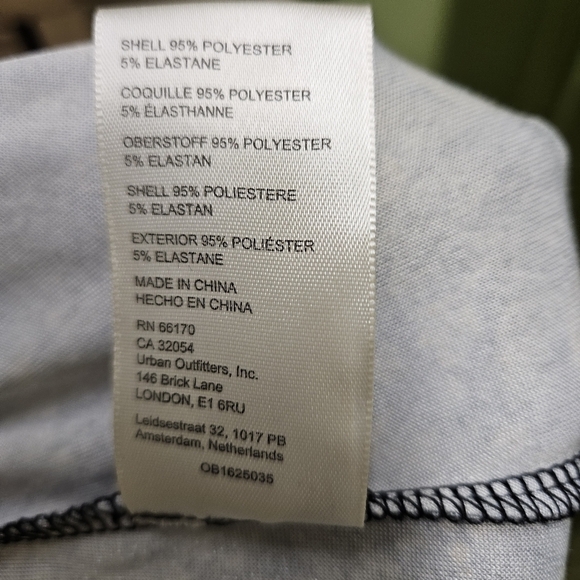 SHELL 95% POLYESTER
5% ELASTANE
COQUILLE 95% POLYESTER
5% ÉLASTHANNE
OBERSTOFF 95% POLYESTER
5% ELASTAN
SHELL 95% POLIESTERE
5% ELASTAN
EXTERIOR 95% POLIÉSTER
5% ELASTANE
MADE IN CHINA
HECHO EN CHINA
RN 66170
CA 32054
Urban Outfitters, Inc.
146 Brick Lane
LONDON, E1 6RU
Leidsestraat 32, 1017 PB
Amsterdam, Netherlands
OB1625035